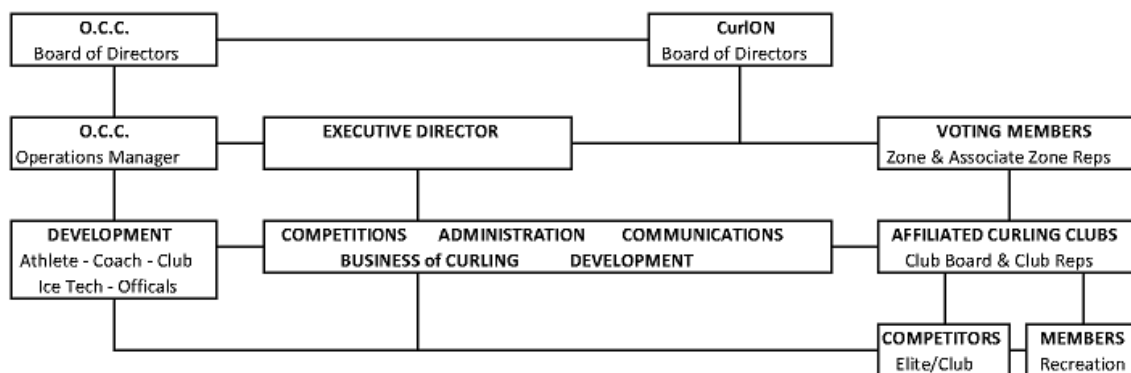 O.C.C.
Board of Directors
CurlON
Board of Directors
O.C.C.
Operations Manager
EXECUTIVE DIRECTOR
VOTING MEMBERS
Zone & Associate Zone Reps
DEVELOPMENT
Athlete - Coach - Club
Ice Tech - Officals
COMPETITIONS ADMINISTRATION COMMUNICATIONS
BUSINESS of CURLING DEVELOPMENT
AFFILIATED CURLING CLUBS
Club Board & Club Reps
COMPETITORS
Elite/Club
MEMBERS
Recreation